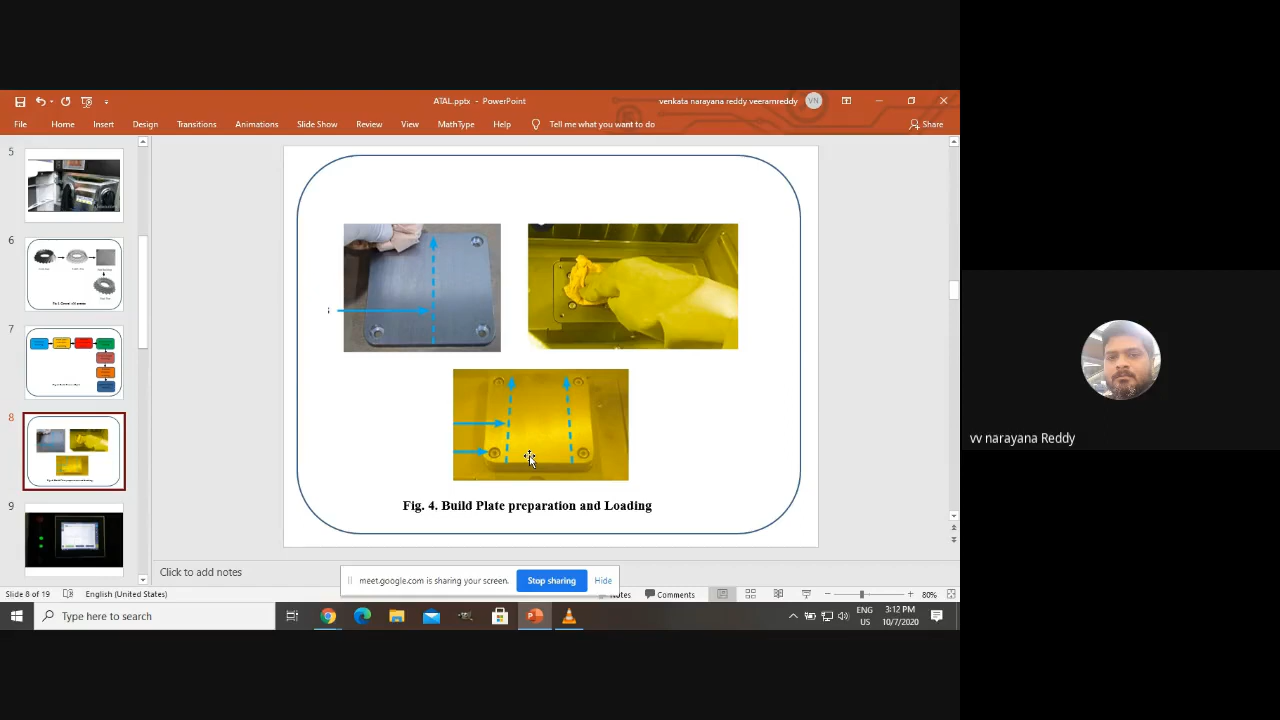 ATAL.pptx - PowerPoint
venkata narayana reddy veeramreddy
VN
File Home Insert Design Transitions Animations Slide Show Review View MathType Help Tell me what you want to do Share
5
6
7
8
9
Fig. 4. Build Plate preparation and Loading
Click to add notes
meet.google.com is sharing your screen. Stop sharing Hide
Slide 8 of 19 English (United States) Notes Comments 80%
Type here to search
ENG
US
3:12 PM
10/7/2020
vv narayana Reddy